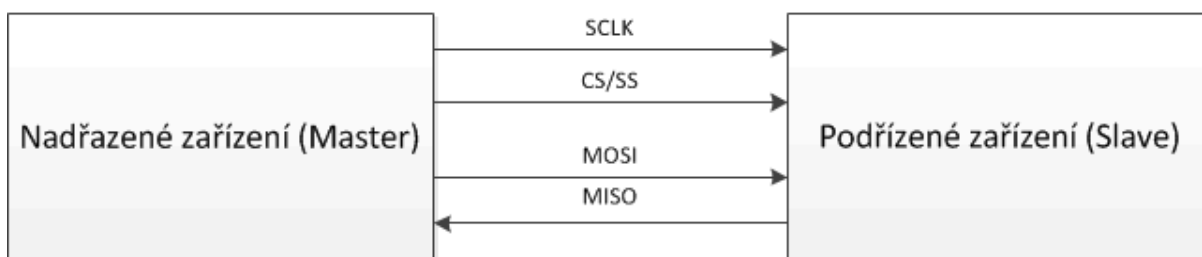 SCLK
CS/SS
Nadřazené zařízení (Master)
Podřízené zařízení (Slave)
MOSI
MISO